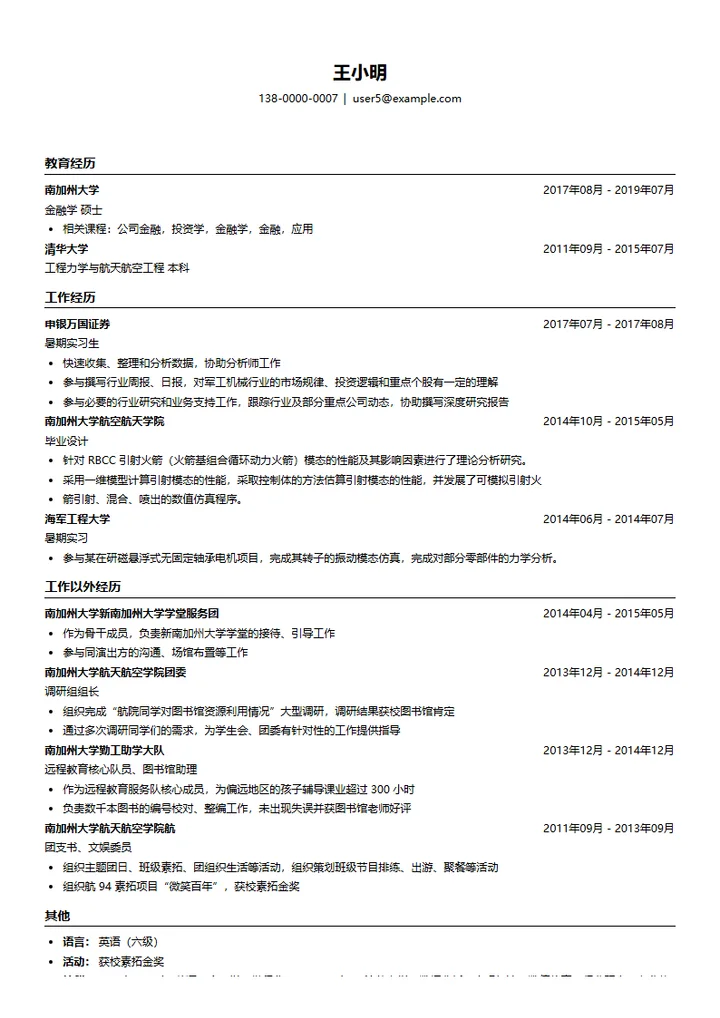 王小明
138-0000-0007 | user5@example.com
教育经历
南加州大学 2017年08月 - 2019年07月
金融学 硕士
• 相关课程：公司金融，投资学，金融学，金融，应用
清华大学 2011年09月 - 2015年07月
工程力学与航天航空工程 本科
工作经历
申银万国证券 2017年07月 - 2017年08月
暑期实习生
• 快速收集、整理和分析数据，协助分析师工作
• 参与撰写行业周报、日报，对军工机械行业的市场规律、投资逻辑和重点个股有一定的理解
• 参与必要的行业研究和业务支持工作，跟踪行业及部分重点公司动态，协助撰写深度研究报告
南加州大学航空航天学院 2014年10月 - 2015年05月
毕业设计
• 针对 RBCC 引射火箭（火箭基组合循环动力火箭）模态的性能及其影响因素进行了理论分析研究。
• 采用一维模型计算引射模态的性能，采取控制体的方法估算引射模态的性能，并发展了可模拟引射火
• 箭引射、混合、喷出的数值仿真程序。
海军工程大学 2014年06月 - 2014年07月
暑期实习
• 参与某在研磁悬浮式无固定轴承电机项目，完成其转子的振动模态仿真，完成对部分零部件的力学分析。
工作以外经历
南加州大学新南加州大学学堂服务团 2014年04月 - 2015年05月
• 作为骨干成员，负责新南加州大学学堂的接待、引导工作
• 参与同演出方的沟通、场馆布置等工作
南加州大学航天航空学院团委 2013年12月 - 2014年12月
调研组组长
• 组织完成“航院同学对图书馆资源利用情况”大型调研，调研结果获校图书馆肯定
• 通过多次调研同学们的需求，为学生会、团委有针对性的工作提供指导
南加州大学勤工助学大队 2013年12月 - 2014年12月
远程教育核心队员、图书馆助理
• 作为远程教育服务队核心成员，为偏远地区的孩子辅导课业超过 300 小时
• 负责数千本图书的编号校对、整编工作，未出现失误并获图书馆老师好评
南加州大学航天航空学院航 2011年09月 - 2013年09月
团支书、文娱委员
• 组织主题团日、班级素拓、团组织生活等活动，组织策划班级节目排练、出游、聚餐等活动
• 组织航 94 素拓项目“微笑百年”，获校素拓金奖
其他
• 语言： 英语（六级）
• 活动： 获校素拓金奖